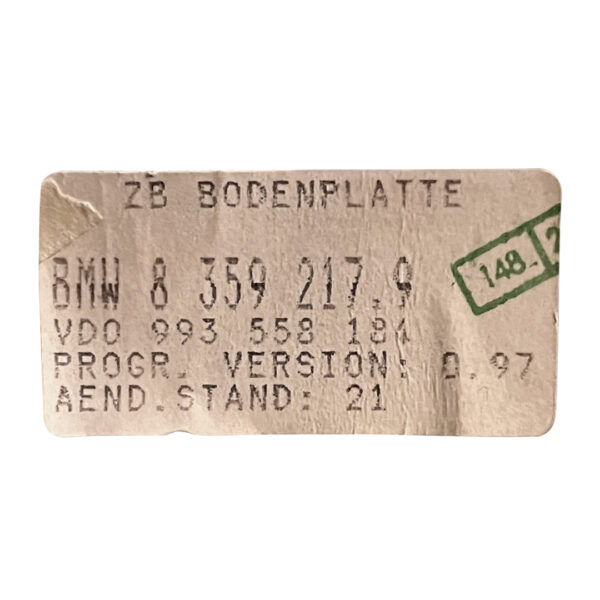 ZB BODENPLATTE
BMW 8 359 217.9
VDO 993 558 184
PROGR. VERSION: 0.97
AEND.STAND: 21
148 2